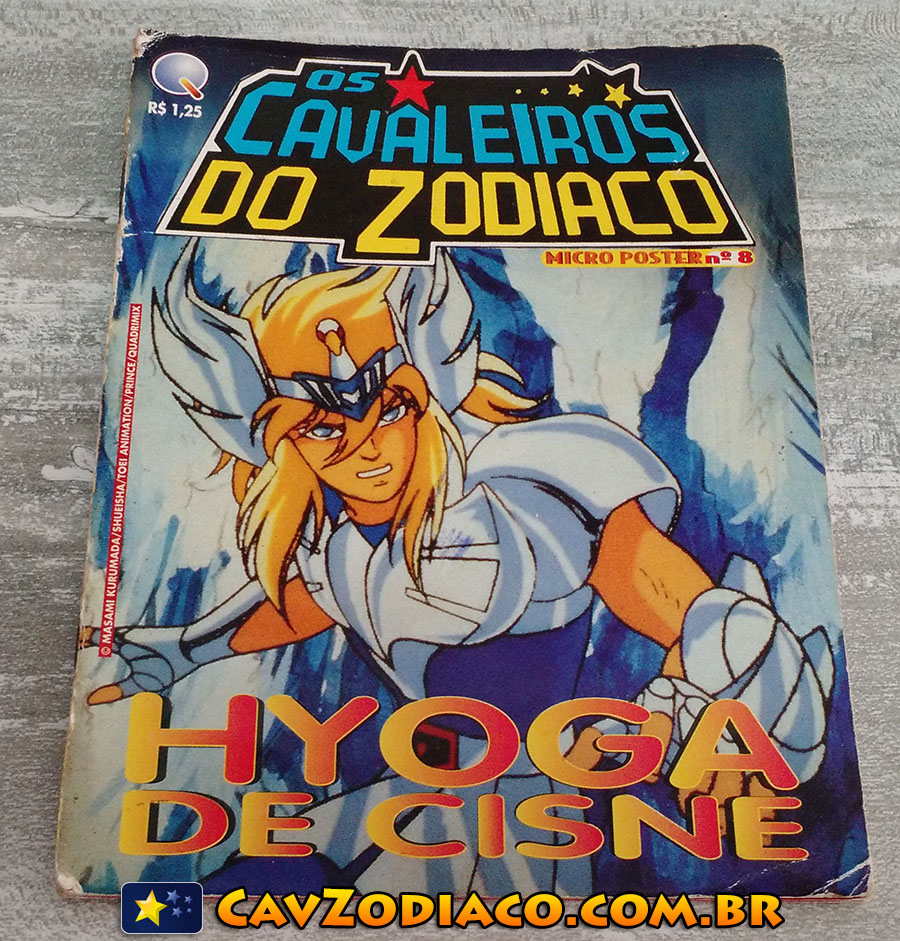 R$ 1,25
OS
CAVALEIROS
DO ZODIACO
MICRO POSTER nº 8
© MASAMI KURUMADA/SHUEISHA/TOEI ANIMATION/PRINCE/QUADRIMIX
HYOGA
DE CISNE
CAVZODIACO.COM.BR